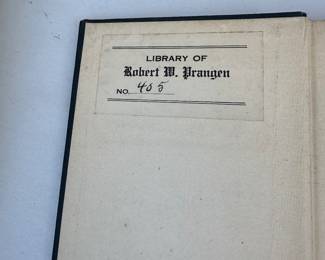 LIBRARY OF
Robert W. Prangen
NO. 405